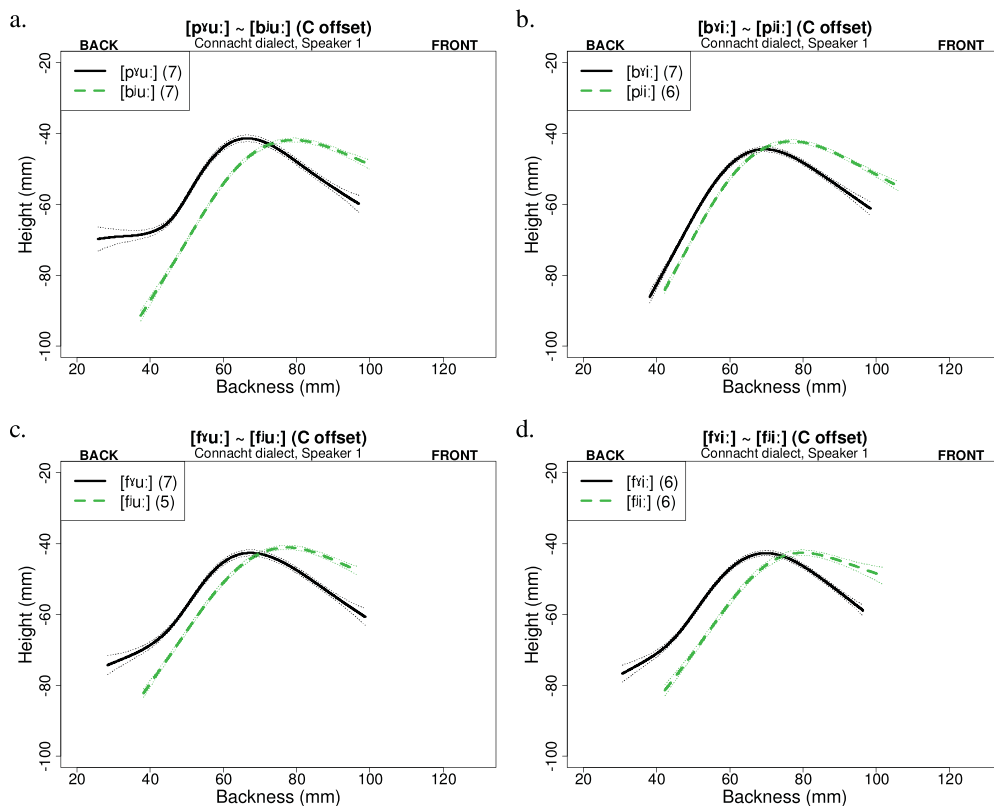 a.
[pˠuː] ~ [bʲuː] (C offset)
Connacht dialect, Speaker 1
BACK
FRONT
[pˠuː] (7)
[bʲuː] (7)
Height (mm)
-20
-40
-60
-80
-100
20 40 60 80 100 120
Backness (mm)
b.
[bˠiː] ~ [pʲiː] (C offset)
Connacht dialect, Speaker 1
BACK
FRONT
[bˠiː] (7)
[pʲiː] (6)
Height (mm)
-20
-40
-60
-80
-100
20 40 60 80 100 120
Backness (mm)
c.
[fˠuː] ~ [fʲuː] (C offset)
Connacht dialect, Speaker 1
BACK
FRONT
[fˠuː] (7)
[fʲuː] (5)
Height (mm)
-20
-40
-60
-80
-100
20 40 60 80 100 120
Backness (mm)
d.
[fˠiː] ~ [fʲiː] (C offset)
Connacht dialect, Speaker 1
BACK
FRONT
[fˠiː] (6)
[fʲiː] (6)
Height (mm)
-20
-40
-60
-80
-100
20 40 60 80 100 120
Backness (mm)